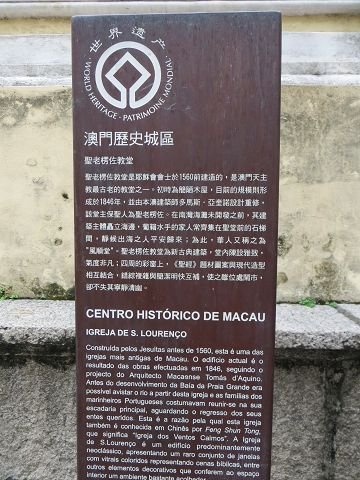 世界遺产
WORLD HERITAGE · PATRIMOINE MONDIAL
澳門歷史城區
聖老楞佐教堂
聖老楞佐教堂是耶穌會會士於1560前建造的，是澳門天主
教最古老的教堂之一。初時為簡陋木屋，目前的規模則形
成於1846年，並由本澳建築師多馬斯．亞奎諾設計重修。
該堂主保聖人為聖老楞佐。在南灣海灘未開發之前，其建
築主體矗立海邊，葡籍水手的家人常齊集在聖堂前的石梯
間，靜候出海之人平安歸來；為此，華人又稱之為
"風順堂"。聖老楞佐教堂為新古典建築，堂內陳設雅致，
氣度非凡；四周的彩窗上，《聖經》題材圖案與現代造型
相互結合，錯綜複雜與簡潔明快互補，使之雖位處鬧市，
卻不失其寧靜清幽。
CENTRO HISTÓRICO DE MACAU
IGREJA DE S. LOURENÇO
Construída pelos Jesuítas antes de 1560, esta é uma das
igrejas mais antigas de Macau. O edifício actual é o
resultado das obras efectuadas em 1846, seguindo o
projecto do Arquitecto Macaense Tomás d'Aquino.
Antes do desenvolvimento da Baía da Praia Grande era
possível avistar o rio a partir desta igreja e as famílias dos
marinheiros Portugueses costumavam reunir-se na sua
escadaria principal, aguardando o regresso dos seus
entes queridos. Esta é a razão pela qual esta igreja
também é conhecida em Chinês por Feng Shun Tong,
que significa "Igreja dos Ventos Calmos". A Igreja
de S.Lourenço é um edifício predominantemente
neoclássico, apresentando um raro conjunto de janelas
com vitrais coloridos representando cenas bíblicas, entre
outros elementos decorativos que conferem ao espaço
interior um ambiente bastante acolhedor.